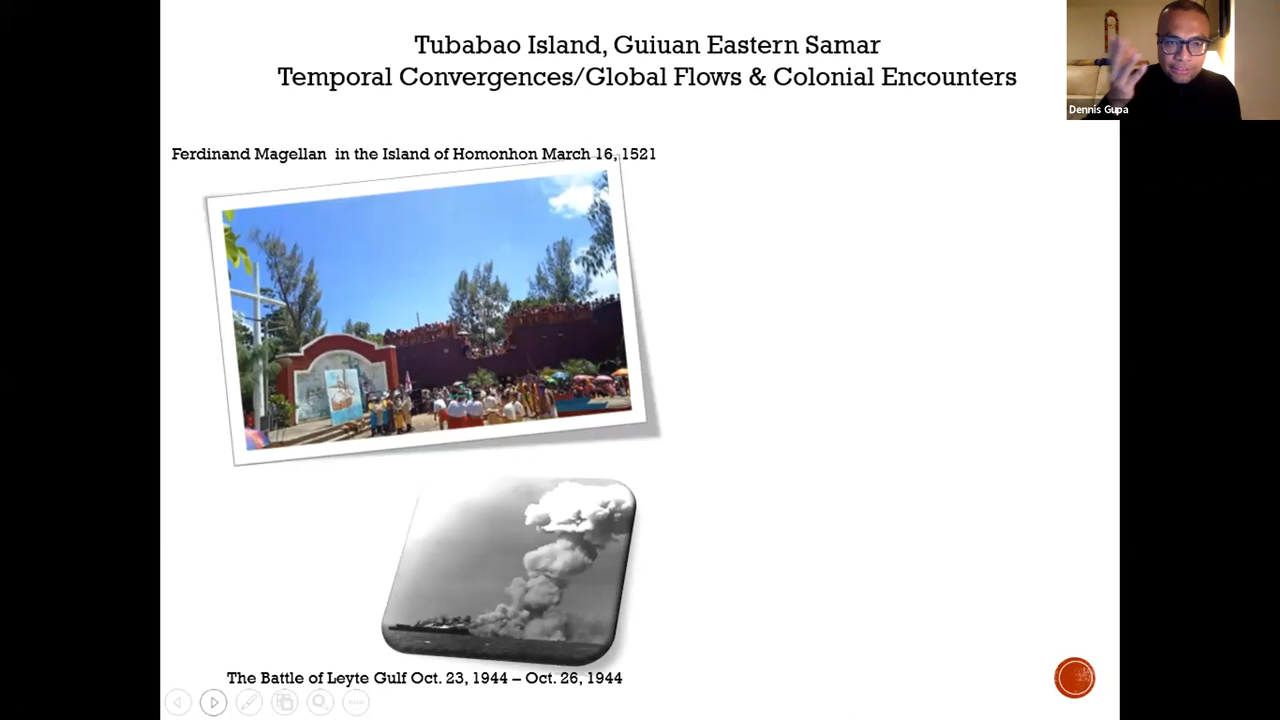 Tubabao Island, Guiuan Eastern Samar
Temporal Convergences/Global Flows & Colonial Encounters
Dennis Gupa
Ferdinand Magellan in the Island of Homonhon March 16, 1521
The Battle of Leyte Gulf Oct. 23, 1944 – Oct. 26, 1944